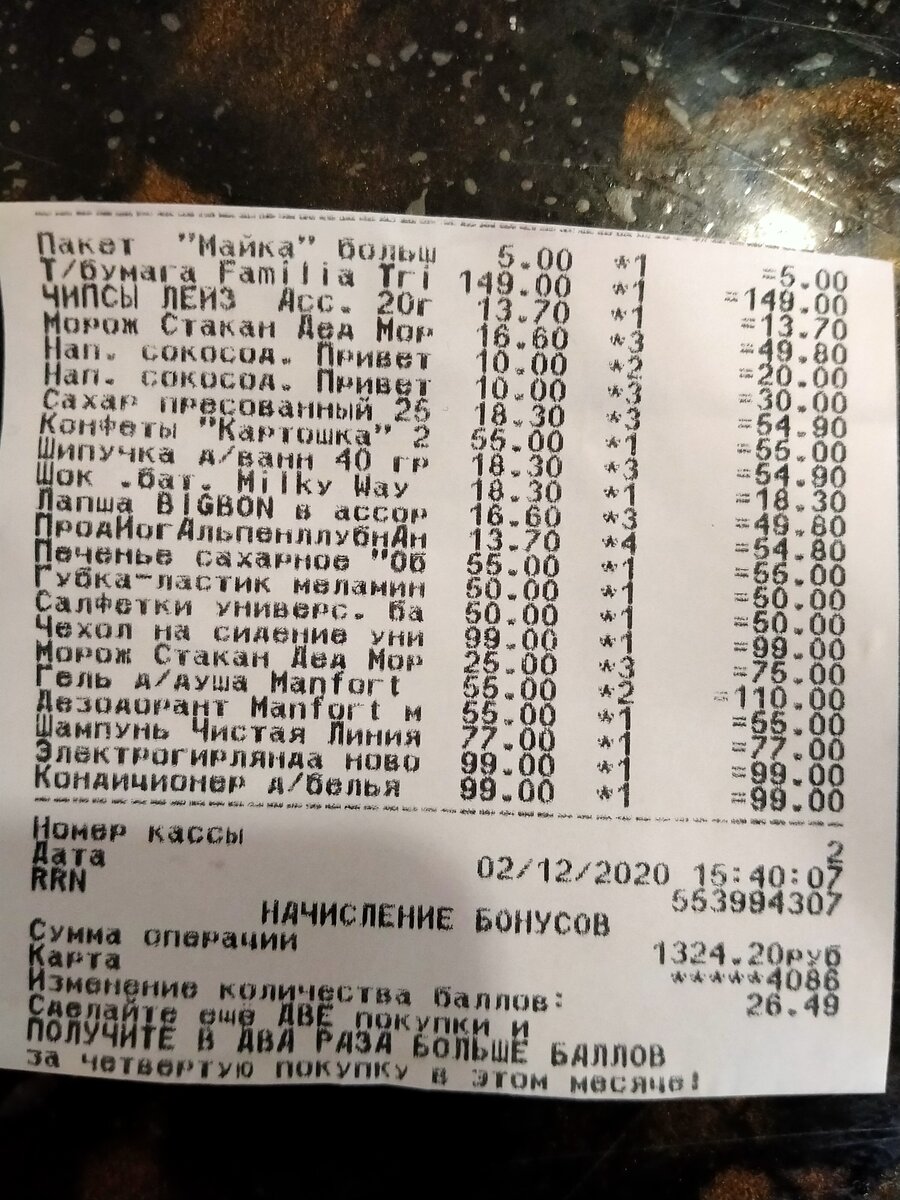 Пакет "Майка" больш 5.00 *1 =5.00
Т/бумага Familia Tri 149.00 *1 =149.00
ЧИПСЫ ЛЕЙЗ Асс. 20г 13.70 *1 =13.70
Морож Стакан Дед Мор 16.60 *3 =49.80
Нап. сокосод. Привет 10.00 *2 =20.00
Нап. сокосод. Привет 10.00 *3 =30.00
Сахар пресованный 25 18.30 *3 =54.90
Конфеты "Картошка" 2 55.00 *1 =55.00
Шипучка д/ванн 40 гр 18.30 *3 =54.90
Шок .бат. Milky Way 18.30 *1 =18.30
Лапша BIGBON в ассор 16.60 *3 =49.80
ПродИогАльпенллубнАн 13.70 *4 =54.80
Печенье сахарное "Об 55.00 *1 =55.00
Губка-ластик меламин 50.00 *1 =50.00
Салфетки универс. ба 50.00 *1 =50.00
Чехол на сидение уни 99.00 *1 =99.00
Морож Стакан Дед Мор 25.00 *3 =75.00
Гель д/душа Manfort 55.00 *2 =110.00
Дезодорант Manfort м 55.00 *1 =55.00
Шампунь Чистая Линия 77.00 *1 =77.00
Электрогирлянда ново 99.00 *1 =99.00
Кондиционер д/белья 99.00 *1 =99.00
Номер кассы 2
Дата 02/12/2020 15:40:07
RRN 553994307
НАЧИСЛЕНИЕ БОНУСОВ
Сумма операции 1324.20руб
Карта *****4086
Изменение количества баллов: 26.49
Сделайте еще ДВЕ покупки и
ПОЛУЧИТЕ В ДВА РАЗА БОЛЬШЕ БАЛЛОВ
за четвертую покупку в этом месяце!